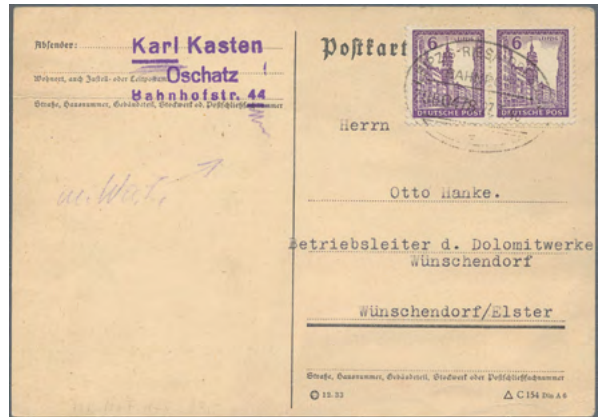 Absender:
Karl Kasten
Oschatz
Bahnhofstr. 44
Wohnort, auch Zustell- oder Leitpostamt
Straße, Hausnummer, Gebäudeteil, Stockwerk od. Postschließfachnummer
Postkart
6
DEUTSCHE POST
6
DEUTSCHE POST
BAHNPOST
Herrn
Otto Hanke.
Betriebsleiter d. Dolomitwerke
Wünschendorf
Wünschendorf/Elster
Straße, Hausnummer, Gebäudeteil, Stockwerk oder Postschließfachnummer
C 154 Din A 6